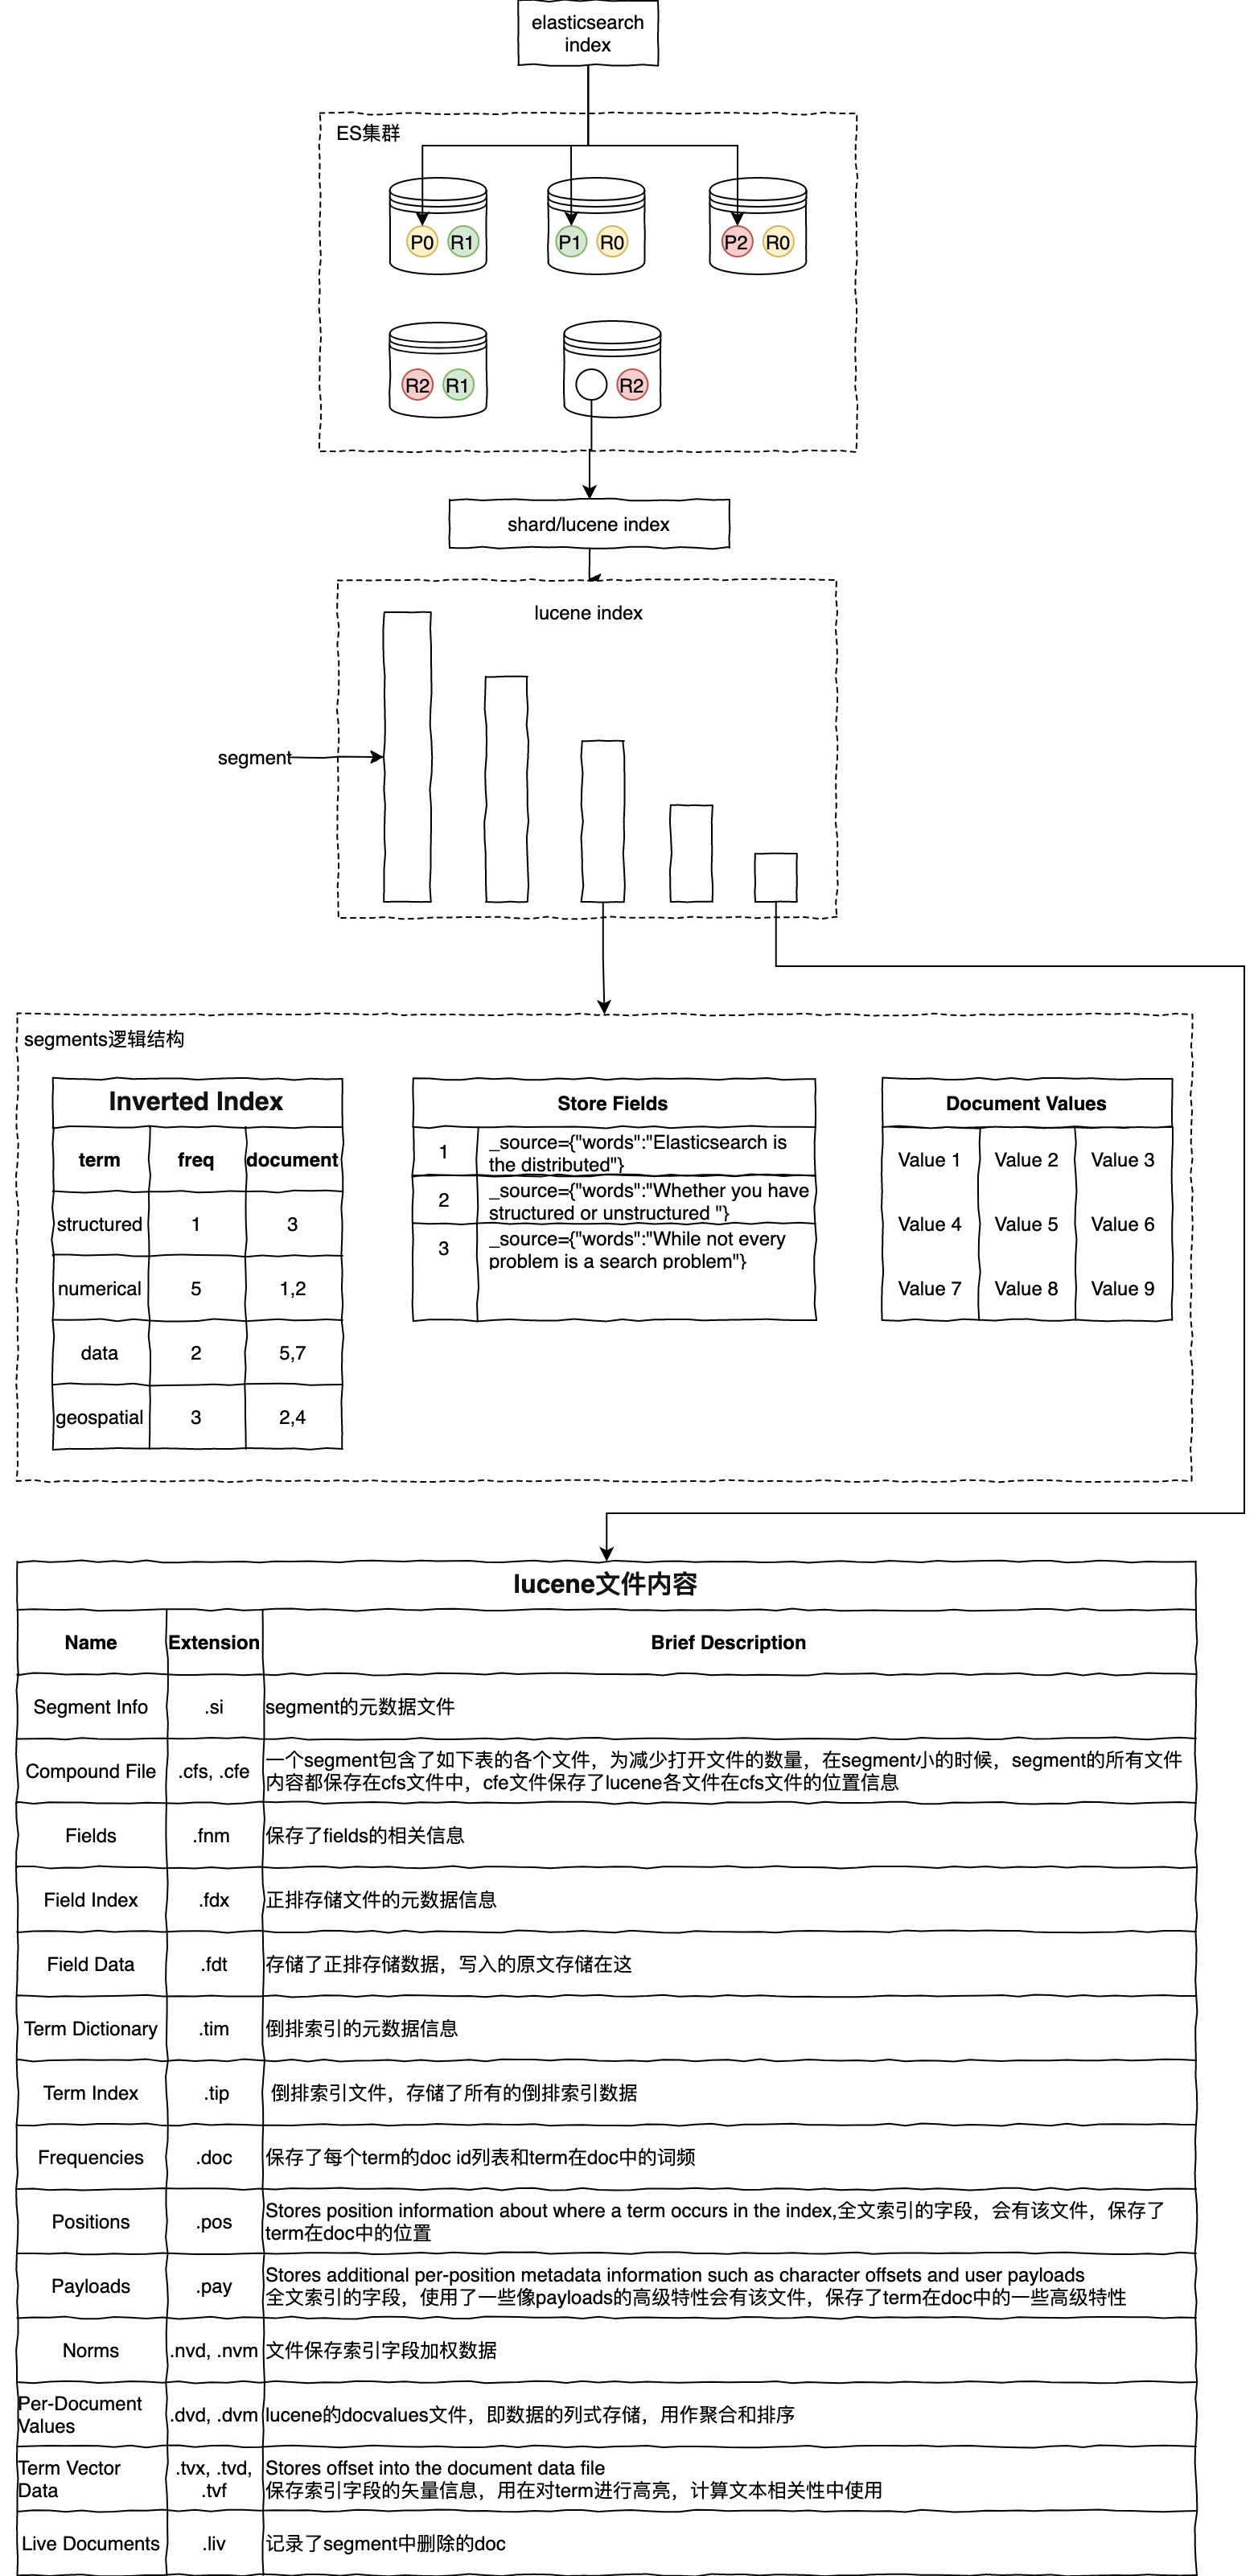 elasticsearch
index
ES集群
P0 R1 P1 R0 P2 R0
R2 R1 R2
shard/lucene index
lucene index
segment
segments逻辑结构
Inverted Index
term freq document
structured 1 3
numerical 5 1,2
data 2 5,7
geospatial 3 2,4
Store Fields
1 _source={"words":"Elasticsearch is
the distributed"}
2 _source={"words":"Whether you have
structured or unstructured "}
3 _source={"words":"While not every
problem is a search problem"}
Document Values
Value 1 Value 2 Value 3
Value 4 Value 5 Value 6
Value 7 Value 8 Value 9
lucene文件内容
Name Extension Brief Description
Segment Info .si segment的元数据文件
Compound File .cfs, .cfe 一个segment包含了如下表的各个文件，为减少打开文件的数量，在segment小的时候，segment的所有文件
内容都保存在cfs文件中，cfe文件保存了lucene各文件在cfs文件的位置信息
Fields .fnm 保存了fields的相关信息
Field Index .fdx 正排存储文件的元数据信息
Field Data .fdt 存储了正排存储数据，写入的原文存储在这
Term Dictionary .tim 倒排索引的元数据信息
Term Index .tip 倒排索引文件，存储了所有的倒排索引数据
Frequencies .doc 保存了每个term的doc id列表和term在doc中的词频
Positions .pos Stores position information about where a term occurs in the index,全文索引的字段，会有该文件，保存了
term在doc中的位置
Payloads .pay Stores additional per-position metadata information such as character offsets and user payloads
全文索引的字段，使用了一些像payloads的高级特性会有该文件，保存了term在doc中的一些高级特性
Norms .nvd, .nvm 文件保存索引字段加权数据
Per-Document
Values .dvd, .dvm lucene的docvalues文件，即数据的列式存储，用作聚合和排序
Term Vector
Data .tvx, .tvd,
.tvf Stores offset into the document data file
保存索引字段的矢量信息，用在对term进行高亮，计算文本相关性中使用
Live Documents .liv 记录了segment中删除的doc